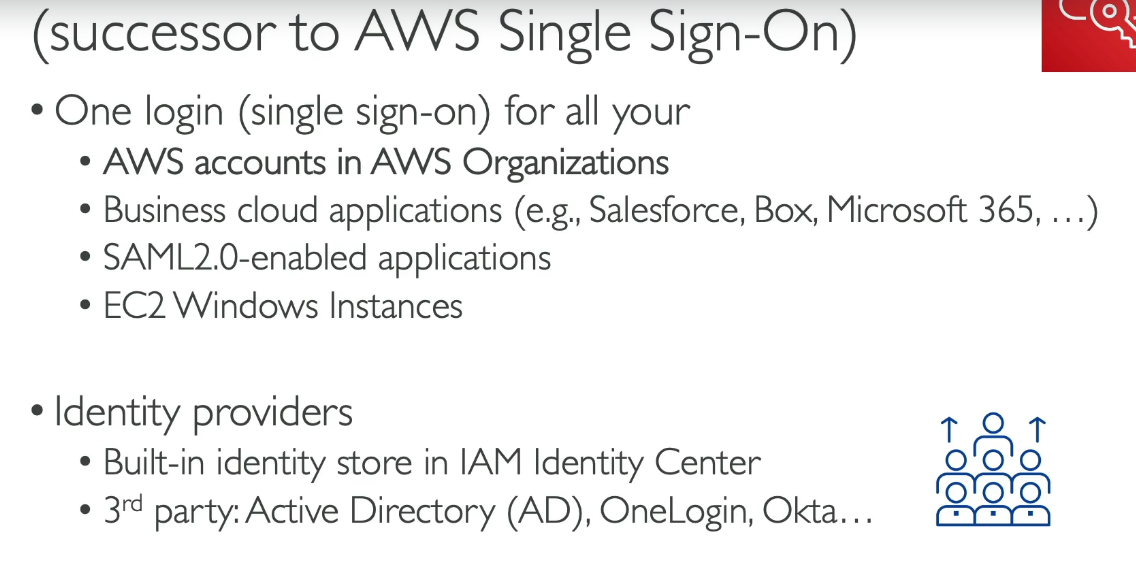 (successor to AWS Single Sign-On)
• One login (single sign-on) for all your
• AWS accounts in AWS Organizations
• Business cloud applications (e.g., Salesforce, Box, Microsoft 365, …)
• SAML2.0-enabled applications
• EC2 Windows Instances
• Identity providers
• Built-in identity store in IAM Identity Center
• 3rd party: Active Directory (AD), OneLogin, Okta…